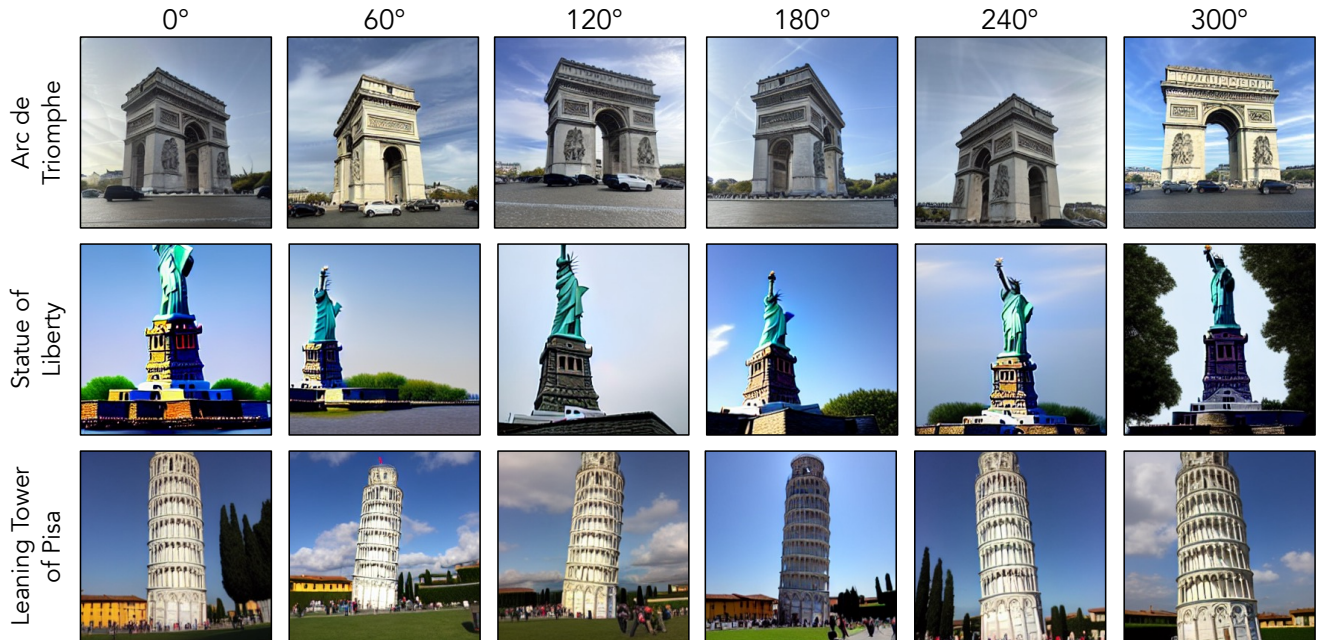 0° 60° 120° 180° 240° 300°
Arc de
Triomphe
Statue of
Liberty
Leaning Tower
of Pisa